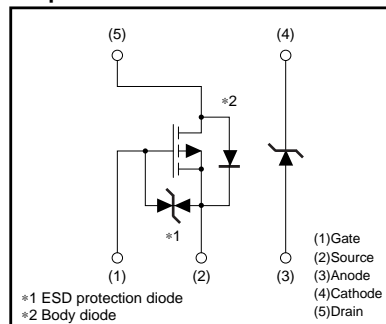 (5)
(4)
∗2
∗1
(1)
(2)
(3)
∗1 ESD protection diode
∗2 Body diode
(1)Gate
(2)Source
(3)Anode
(4)Cathode
(5)Drain